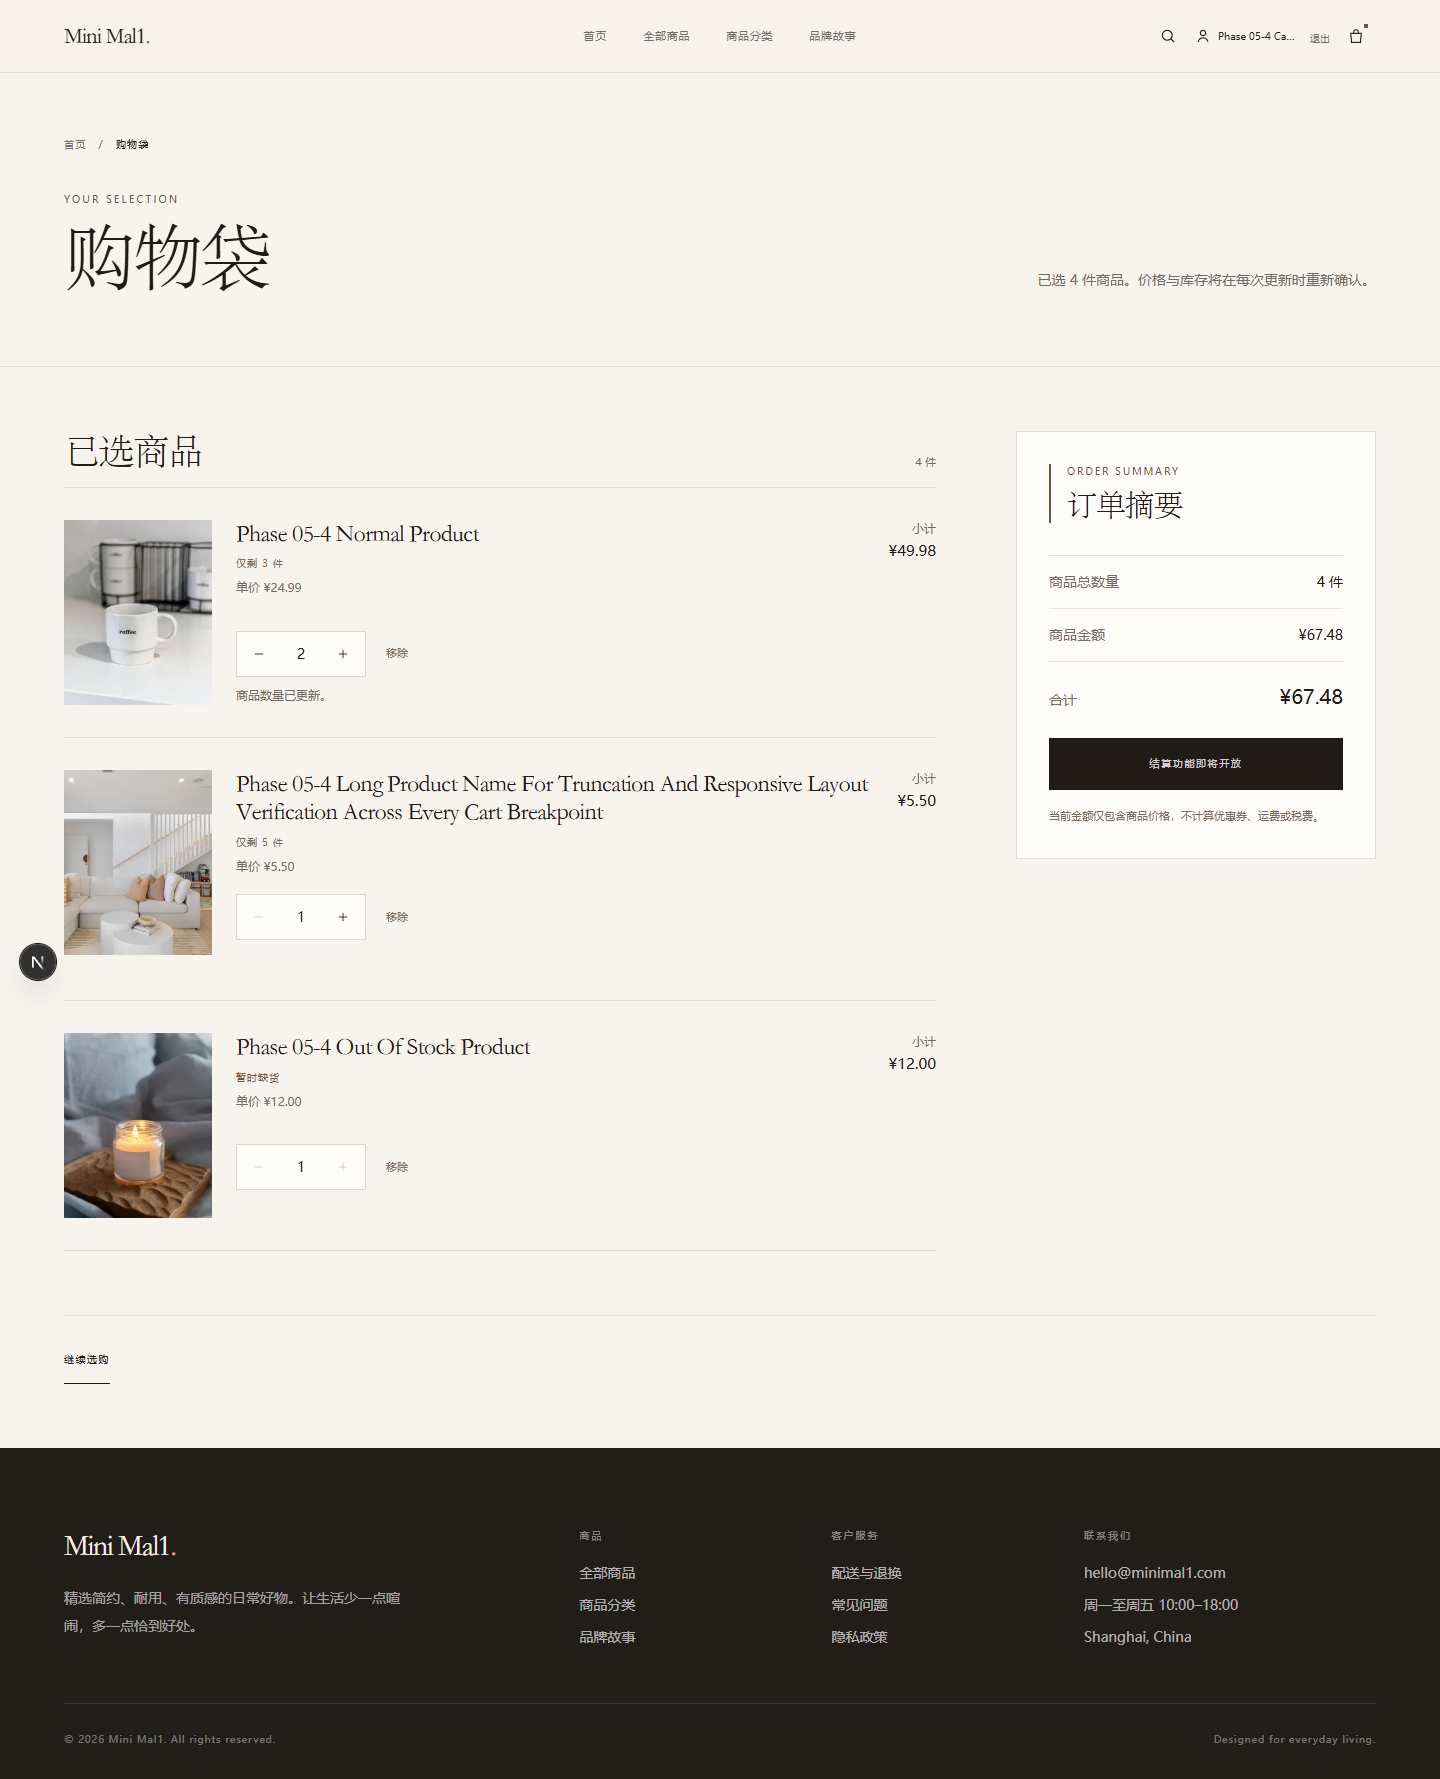 Mini Mal1.
首页
全部商品
商品分类
品牌故事
Phase 05-4 Ca...
退出
首页 / 购物袋
YOUR SELECTION
购物袋
已选 4 件商品。价格与库存将在每次更新时重新确认。
已选商品
4 件
coffee
Phase 05-4 Normal Product
仅剩 3 件
单价 ¥24.99
小计
¥49.98
− 2 +
移除
商品数量已更新。
Phase 05-4 Long Product Name For Truncation And Responsive Layout
Verification Across Every Cart Breakpoint
仅剩 5 件
单价 ¥5.50
小计
¥5.50
− 1 +
移除
N
Phase 05-4 Out Of Stock Product
暂时缺货
单价 ¥12.00
小计
¥12.00
− 1 +
移除
ORDER SUMMARY
订单摘要
商品总数量 4 件
商品金额 ¥67.48
合计 ¥67.48
结算功能即将开放
当前金额仅包含商品价格，不计算优惠券、运费或税费。
继续选购
Mini Mal1.
精选简约、耐用、有质感的日常好物。让生活少一点喧
闹，多一点恰到好处。
商品
全部商品
商品分类
品牌故事
客户服务
配送与退换
常见问题
隐私政策
联系我们
hello@minimal1.com
周一至周五 10:00–18:00
Shanghai, China
© 2026 Mini Mal1. All rights reserved.
Designed for everyday living.